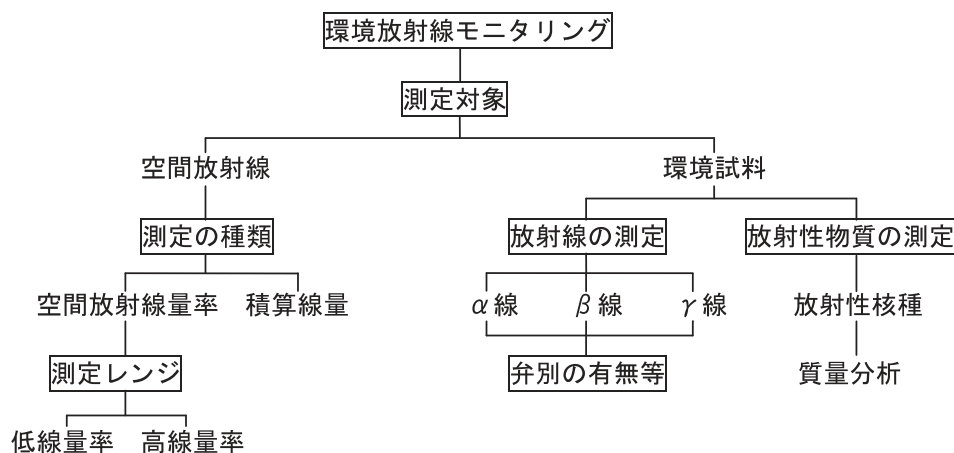 環境放射線モニタリング
測定対象
空間放射線
環境試料
測定の種類
放射線の測定
放射性物質の測定
空間放射線量率
積算線量
α線
β線
γ線
放射性核種
測定レンジ
弁別の有無等
質量分析
低線量率
高線量率